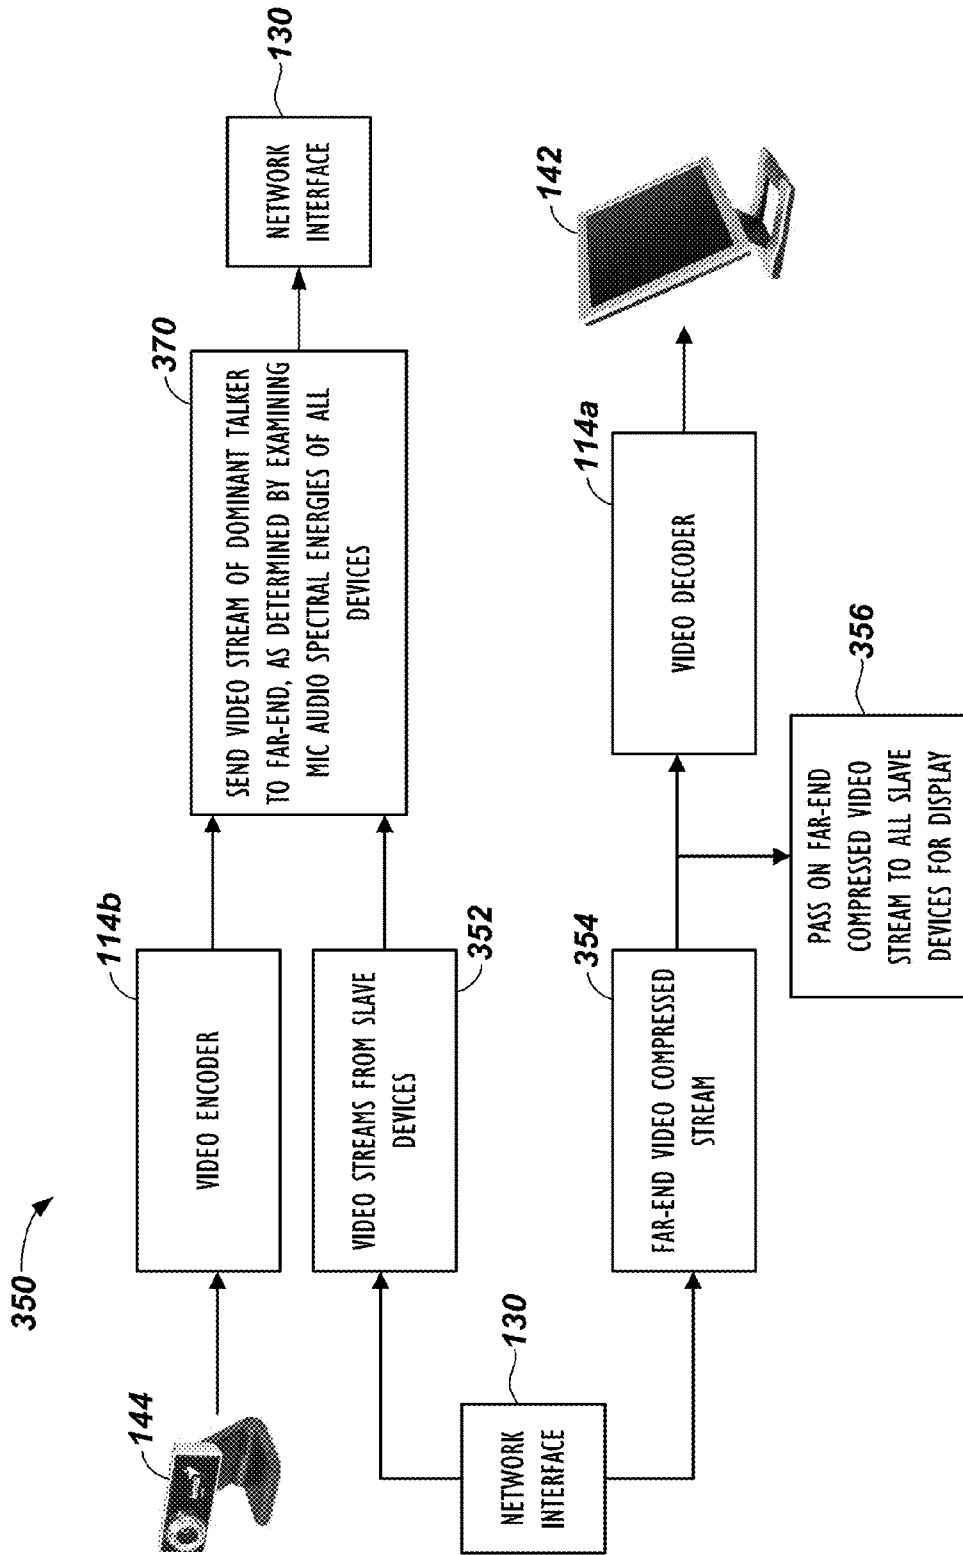 350
144
VIDEO ENCODER
114b
VIDEO STREAMS FROM SLAVE
DEVICES
352
SEND VIDEO STREAM OF DOMINANT TALKER
TO FAR-END, AS DETERMINED BY EXAMINING
MIC AUDIO SPECTRAL ENERGIES OF ALL
DEVICES
370
NETWORK
INTERFACE
130
NETWORK
INTERFACE
130
FAR-END VIDEO COMPRESSED
STREAM
354
VIDEO DECODER
114a
142
PASS ON FAR-END
COMPRESSED VIDEO
STREAM TO ALL SLAVE
DEVICES FOR DISPLAY
356